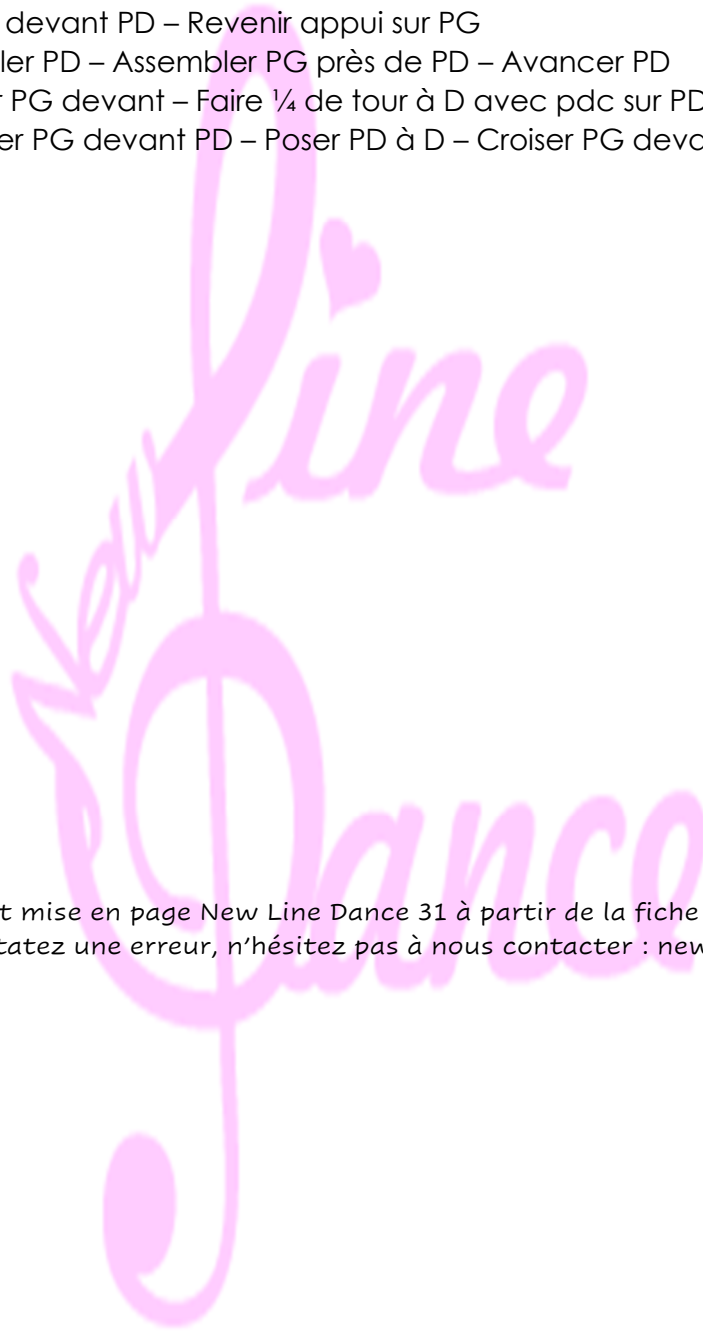 devant PD – Revenir appui sur PG
ler PD – Assembler PG près de PD – Avancer PD
PG devant – Faire ¼ de tour à D avec pdc sur PD
er PG devant PD – Poser PD à D – Croiser PG deva
New
line
Dance
t mise en page New Line Dance 31 à partir de la fiche
tatez une erreur, n'hésitez pas à nous contacter : new